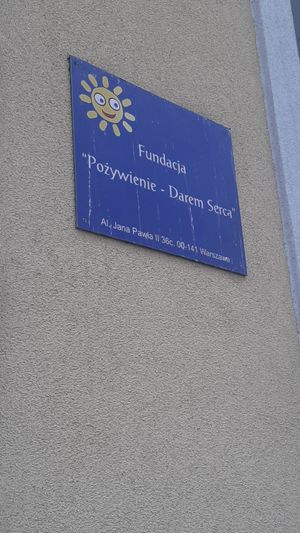 Fundacja
"Pożywienie - Darem Serca"
Al. Jana Pawła II 36c. 00-141 Warszawa